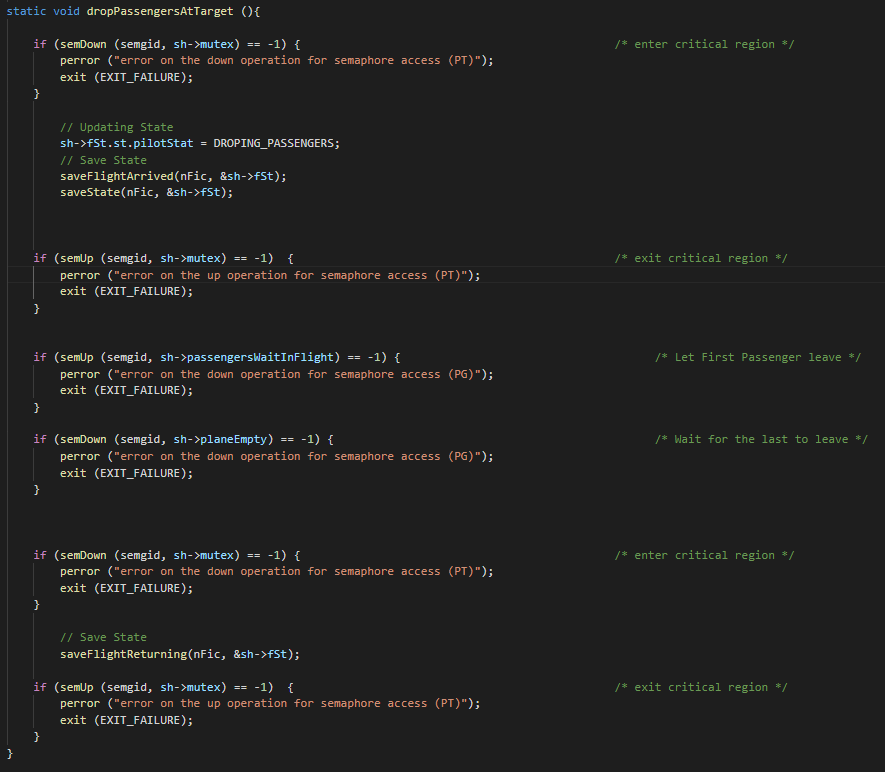 static void dropPassengersAtTarget (){
if (semDown (semgid, sh->mutex) == -1) { /* enter critical region */
perror ("error on the down operation for semaphore access (PT)");
exit (EXIT_FAILURE);
}
// Updating State
sh->fSt.st.pilotStat = DROPING_PASSENGERS;
// Save State
saveFlightArrived(nFic, &sh->fSt);
saveState(nFic, &sh->fSt);
if (semUp (semgid, sh->mutex) == -1)  { /* exit critical region */
perror ("error on the up operation for semaphore access (PT)");
exit (EXIT_FAILURE);
}
if (semUp (semgid, sh->passengersWaitInFlight) == -1) { /* Let First Passenger leave */
perror ("error on the down operation for semaphore access (PG)");
exit (EXIT_FAILURE);
}
if (semDown (semgid, sh->planeEmpty) == -1) { /* Wait for the last to leave */
perror ("error on the down operation for semaphore access (PG)");
exit (EXIT_FAILURE);
}
if (semDown (semgid, sh->mutex) == -1) { /* enter critical region */
perror ("error on the down operation for semaphore access (PT)");
exit (EXIT_FAILURE);
}
// Save State
saveFlightReturning(nFic, &sh->fSt);
if (semUp (semgid, sh->mutex) == -1)  { /* exit critical region */
perror ("error on the up operation for semaphore access (PT)");
exit (EXIT_FAILURE);
}
}